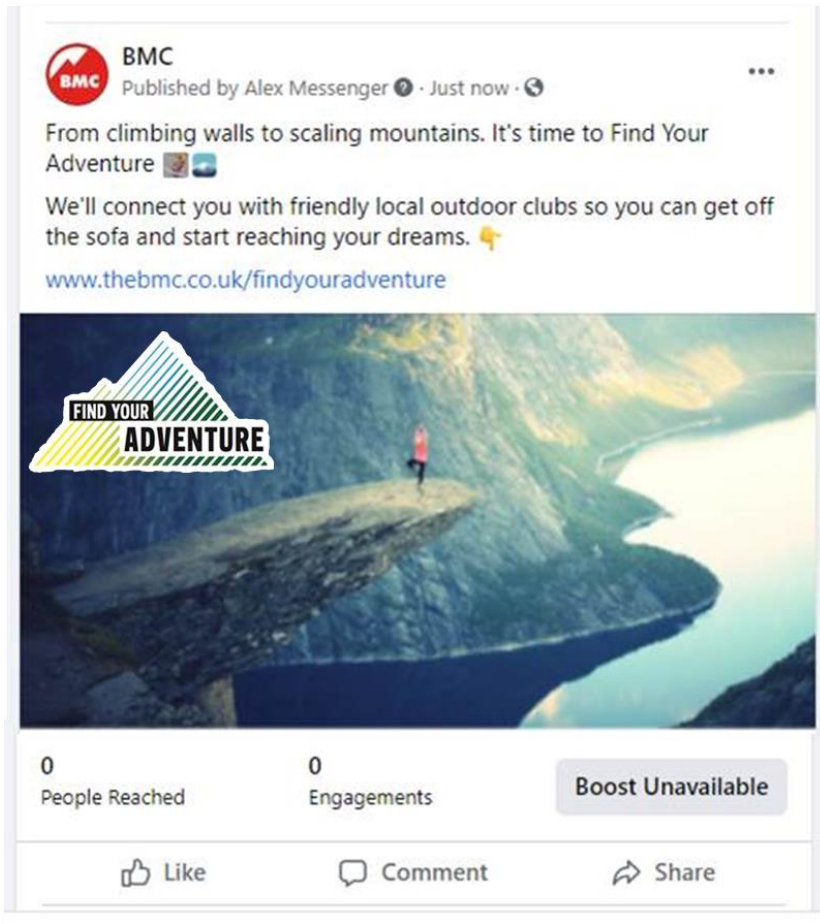 BMC
BMC
Published by Alex Messenger · Just now ·
From climbing walls to scaling mountains. It's time to Find Your
Adventure
We'll connect you with friendly local outdoor clubs so you can get off
the sofa and start reaching your dreams. 👇
www.thebmc.co.uk/findyouradventure
FIND YOUR
ADVENTURE
0
People Reached
0
Engagements
Boost Unavailable
Like
Comment
Share